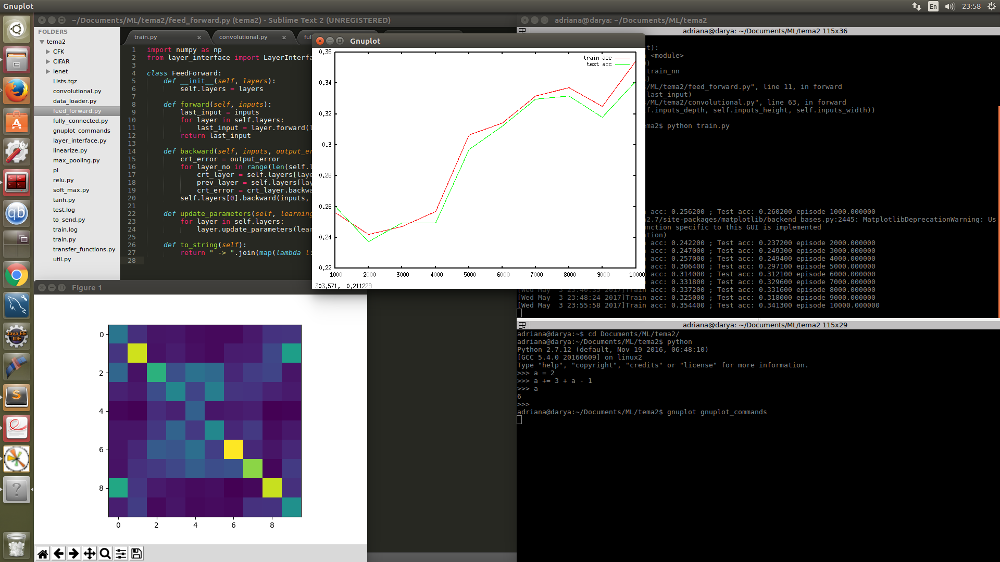 Gnuplot
En
23:58
~/Documents/ML/tema2/feed_forward.py (tema2) - Sublime Text 2 (UNREGISTERED)
FOLDERS
tema2
CFK
CIFAR
lenet
Lists.tgz
convolutional.py
data_loader.py
feed_forward.py
fully_connected.py
gnuplot_commands
layer_interface.py
linearize.py
max_pooling.py
pl
relu.py
soft_max.py
tanh.py
test.log
to_send.py
train.log
train.py
transfer_functions.py
util.py
train.py
convolutional.py
ful
1 import numpy as np
2 from layer_interface import LayerInterfa
3
4 class FeedForward:
5 def __init__(self, layers):
6 self.layers = layers
7
8 def forward(self, inputs):
9 last_input = inputs
10 for layer in self.layers:
11 last_input = layer.forward(l
12 return last_input
13
14 def backward(self, inputs, output_er
15 crt_error = output_error
16 for layer_no in range(len(self.l
17 crt_layer = self.layers[laye
18 prev_layer = self.layers[lay
19 crt_error = crt_layer.backwa
20 self.layers[0].backward(inputs,
21
22 def update_parameters(self, learning
23 for layer in self.layers:
24 layer.update_parameters(lear
25
26 def to_string(self):
27 return " -> ".join(map(lambda l:
28
Gnuplot
train acc
test acc
0.36
0.34
0.32
0.3
0.28
0.26
0.24
0.22
1000 2000 3000 4000 5000 6000 7000 8000 9000 10000
303.571, 0.211229
Figure 1
0
2
4
6
8
0 2 4 6 8
adriana@darya: ~/Documents/ML/tema2
adriana@darya: ~/Documents/ML/tema2 115x36
t):
<module>
)
train_nn
)
/ML/tema2/feed_forward.py", line 11, in forward
last_input)
/ML/tema2/convolutional.py", line 63, in forward
f.inputs_depth, self.inputs_height, self.inputs_width))
ema2$ python train.py
acc: 0.256200 ; Test acc: 0.260200 episode 1000.000000
2.7/site-packages/matplotlib/backend_bases.py:2445: MatplotlibDeprecationWarning: Us
nction specific to this GUI is implemented
tion)
acc: 0.242200 ; Test acc: 0.237200 episode 2000.000000
acc: 0.247000 ; Test acc: 0.249300 episode 3000.000000
acc: 0.257000 ; Test acc: 0.249400 episode 4000.000000
acc: 0.306400 ; Test acc: 0.297100 episode 5000.000000
acc: 0.314000 ; Test acc: 0.312100 episode 6000.000000
acc: 0.331800 ; Test acc: 0.329600 episode 7000.000000
[Wed May 3 23:40:35 2017]Train acc: 0.337200 ; Test acc: 0.331600 episode 8000.000000
[Wed May 3 23:48:24 2017]Train acc: 0.325000 ; Test acc: 0.318000 episode 9000.000000
[Wed May 3 23:55:58 2017]Train acc: 0.354400 ; Test acc: 0.341300 episode 10000.000000
adriana@darya: ~/Documents/ML/tema2 115x29
adriana@darya:~$ cd Documents/ML/tema2/
adriana@darya:~/Documents/ML/tema2$ python
Python 2.7.12 (default, Nov 19 2016, 06:48:10)
[GCC 5.4.0 20160609] on linux2
Type "help", "copyright", "credits" or "license" for more information.
>>> a = 2
>>> a += 3 + a - 1
>>> a
6
>>>
adriana@darya:~/Documents/ML/tema2$ gnuplot gnuplot_commands
qb
Java EE
IDE